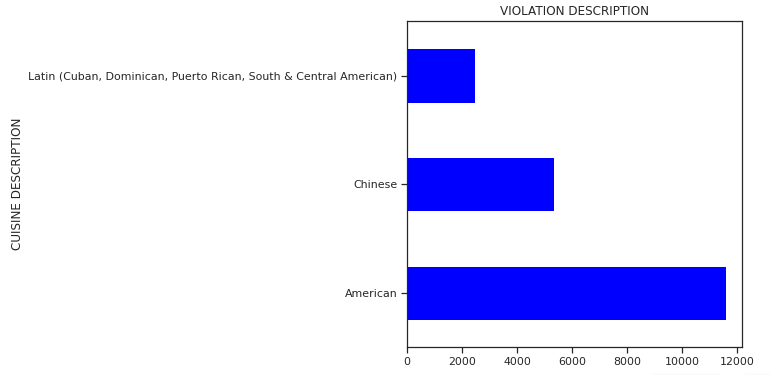 VIOLATION DESCRIPTION
Latin (Cuban, Dominican, Puerto Rican, South & Central American)
CUISINE DESCRIPTION
Chinese
American
0 2000 4000 6000 8000 10000 12000